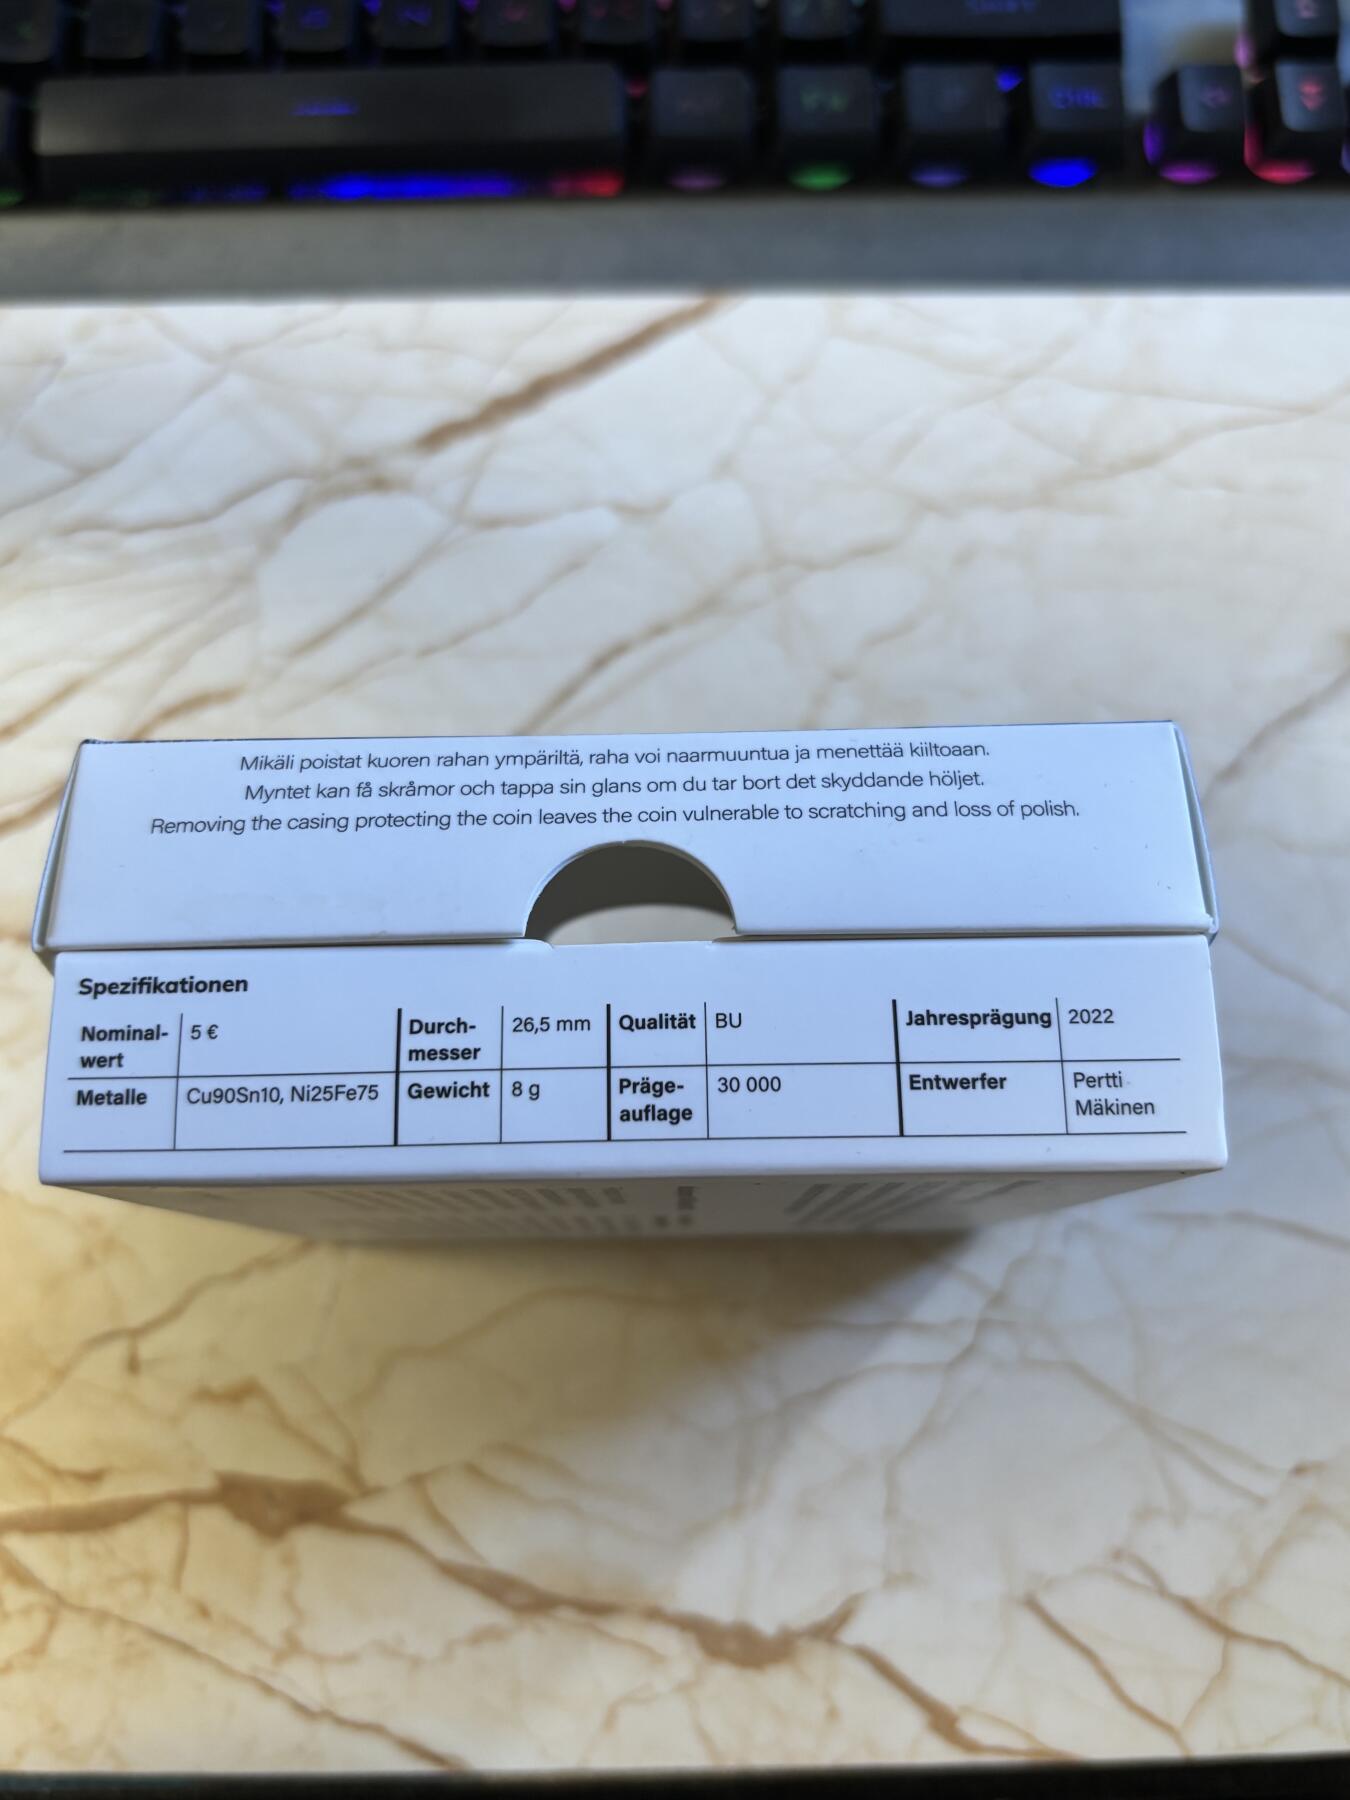 Mikäli poistat kuoren rahan ympäriltä, raha voi naarmuuntua ja menettää kiiltoaan.
Myntet kan få skråmor och tappa sin glans om du tar bort det skyddande höljet.
Removing the casing protecting the coin leaves the coin vulnerable to scratching and loss of polish.
Spezifikationen
Nominal-
wert
5 €
Durch-
messer
26,5 mm
Qualität
BU
Jahresprägung
2022
Metalle
Cu90Sn10, Ni25Fe75
Gewicht
8 g
Präge-
auflage
30 000
Entwerfer
Pertti
Mäkinen